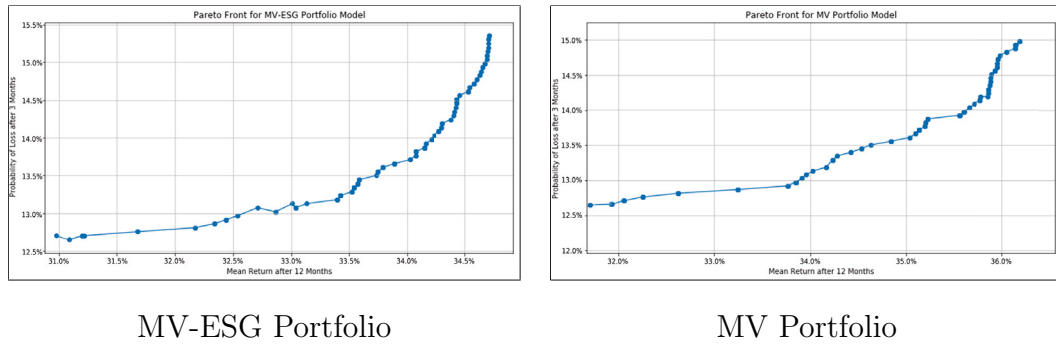 Pareto Front for MV-ESG Portfolio Model
15.5%
15.0%
14.5%
14.0%
13.5%
13.0%
12.5%
Probability of Loss after 3 Months
31.0% 31.5% 32.0% 32.5% 33.0% 33.5% 34.0% 34.5%
Mean Return after 12 Months
Pareto Front for MV Portfolio Model
15.0%
14.5%
14.0%
13.5%
13.0%
12.5%
12.0%
Probability of Loss after 3 Months
32.0% 33.0% 34.0% 35.0% 36.0%
Mean Return after 12 Months
MV-ESG Portfolio
MV Portfolio